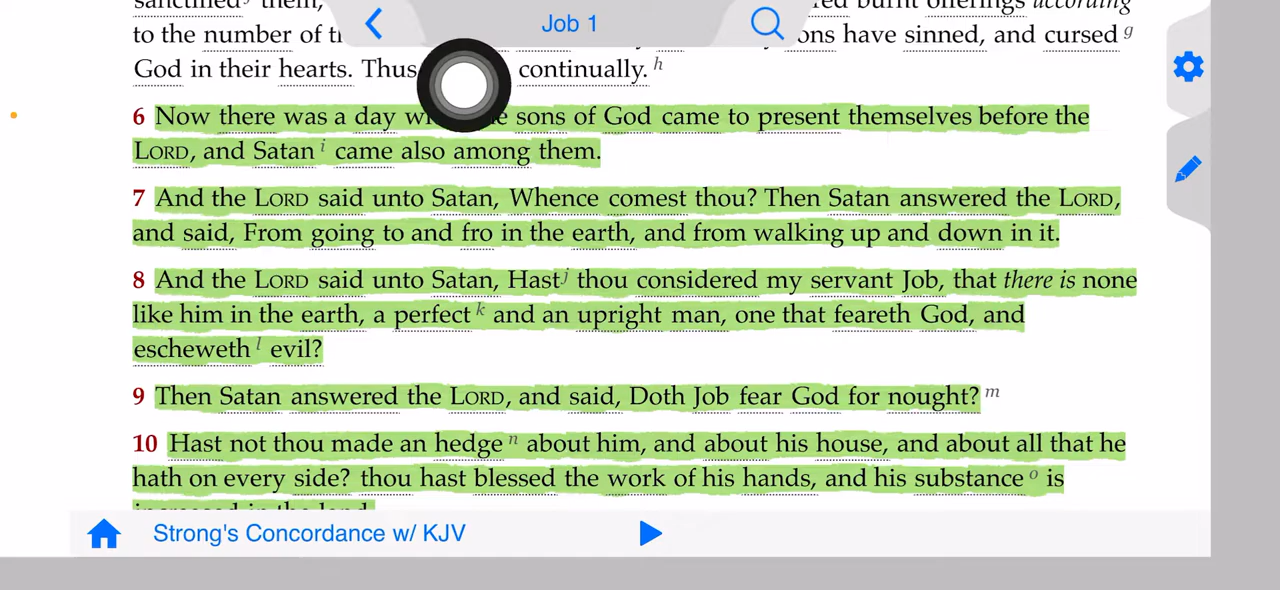 sanctified them,
Job 1
burnt offerings according
to the number of
ons have sinned, and cursed g
God in their hearts. Thus continually. h
6 Now there was a day sons of God came to present themselves before the
LORD, and Satan i came also among them.
7 And the LORD said unto Satan, Whence comest thou? Then Satan answered the LORD,
and said, From going to and fro in the earth, and from walking up and down in it.
8 And the LORD said unto Satan, Hast j thou considered my servant Job, that there is none
like him in the earth, a perfect k and an upright man, one that feareth God, and
escheweth l evil?
9 Then Satan answered the LORD, and said, Doth Job fear God for nought? m
10 Hast not thou made an hedge n about him, and about his house, and about all that he
hath on every side? thou hast blessed the work of his hands, and his substance o is
increased in the land.
Strong's Concordance w/ KJV